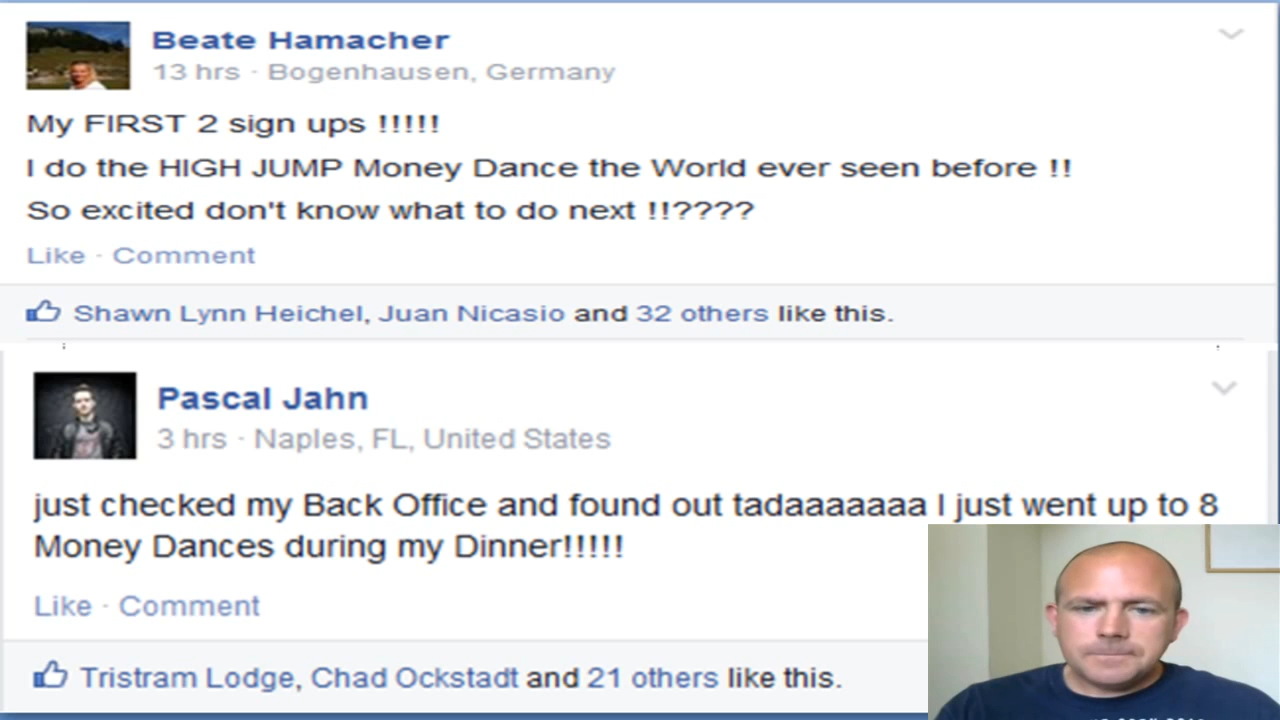 Beate Hamacher
13 hrs · Bogenhausen, Germany
My FIRST 2 sign ups !!!!!
I do the HIGH JUMP Money Dance the World ever seen before !!
So excited don't know what to do next !!????
Like · Comment
Shawn Lynn Heichel, Juan Nicasio and 32 others like this.
Pascal Jahn
3 hrs · Naples, FL, United States
just checked my Back Office and found out tadaaaaaaa I just went up to 8
Money Dances during my Dinner!!!!!
Like · Comment
Tristram Lodge, Chad Ockstadt and 21 others like this.